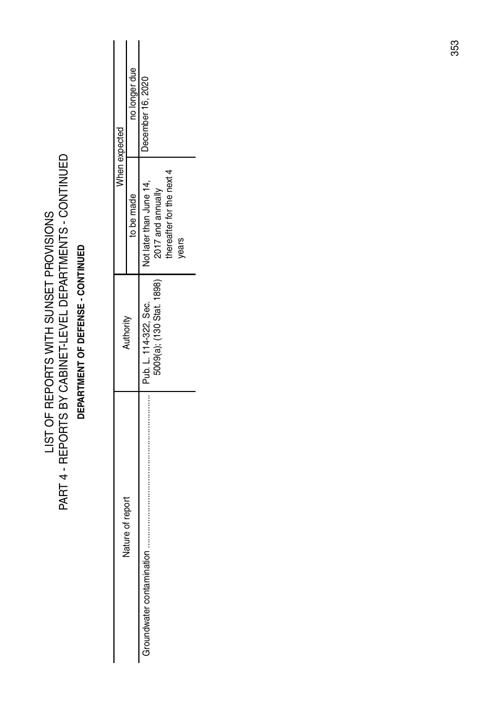 LIST OF REPORTS WITH SUNSET PROVISIONS
PART 4 - REPORTS BY CABINET-LEVEL DEPARTMENTS - CONTINUED
DEPARTMENT OF DEFENSE - CONTINUED
Nature of report
Authority
When expected
to be made
no longer due
Groundwater contamination ........................................................
Pub. L. 114-322, Sec.
5009(a); (130 Stat. 1898)
Not later than June 14,
2017 and annually
thereafter for the next 4
years
December 16, 2020
353